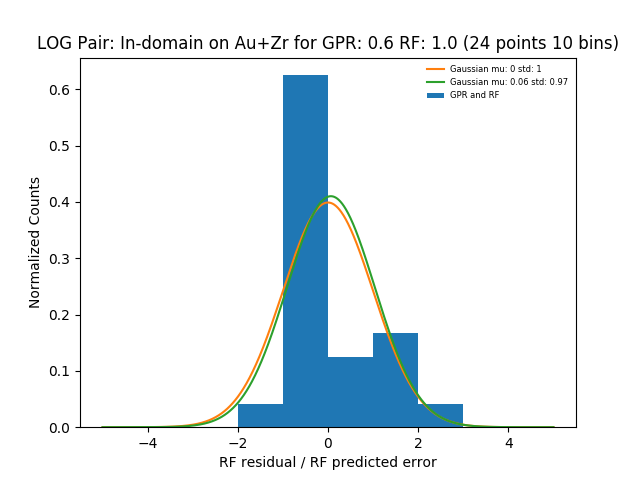 LOG Pair: In-domain on Au+Zr for GPR: 0.6 RF: 1.0 (24 points 10 bins)
Gaussian mu: 0 std: 1
Gaussian mu: 0.06 std: 0.97
GPR and RF
Normalized Counts
0.6
0.5
0.4
0.3
0.2
0.1
0.0
−4
−2
0
2
4
RF residual / RF predicted error